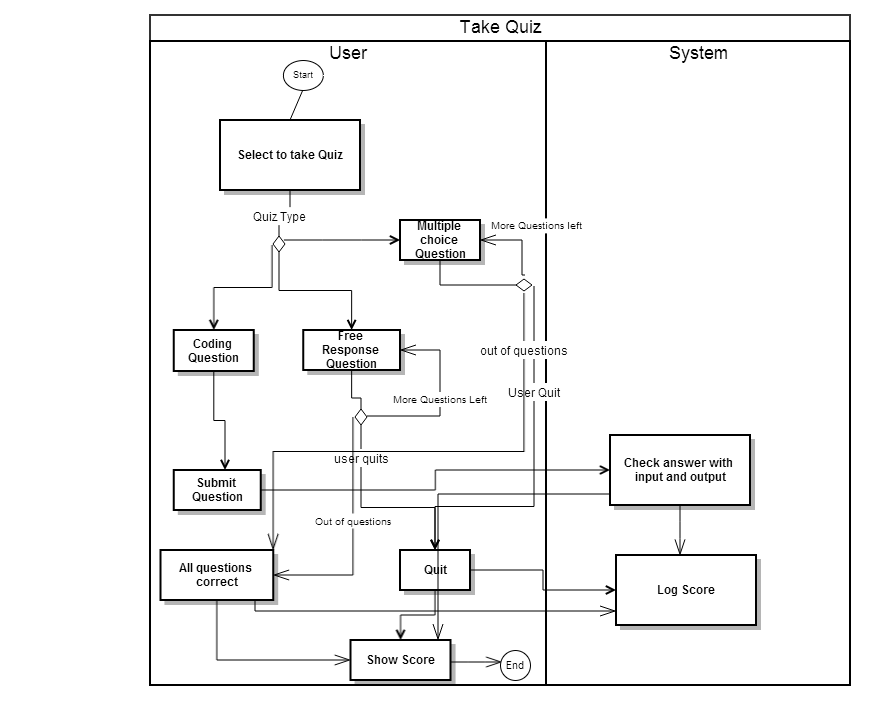 Take Quiz
User
System
Start
Select to take Quiz
Quiz Type
Multiple
choice
Question
More Questions left
Coding
Question
Free
Response
Question
out of questions
More Questions Left
User Quit
user quits
Submit
Question
Check answer with
input and output
Out of questions
All questions
correct
Quit
Log Score
Show Score
End